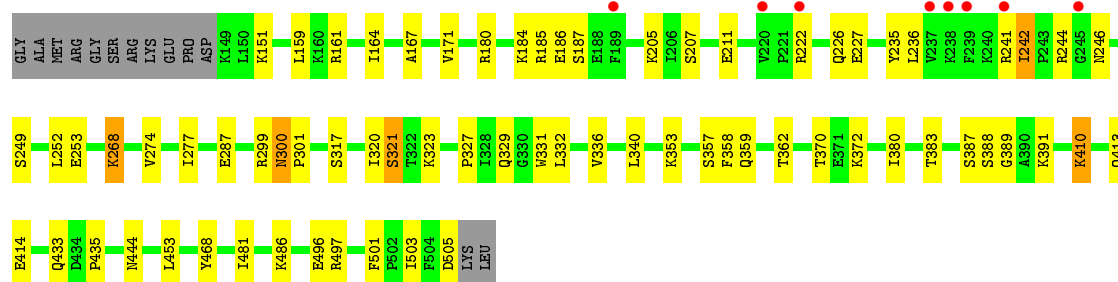 GLY ALA MET ARG GLY SER ARG LYS GLU PRO ASP K149 L150 K151 L159 K160 R161 I164 A167 V171 R180 K184 R185 E186 S187 E188 F189 K205 I206 S207 E211 V220 P221 R222 Q226 E227 Y235 L236 V237 K238 F239 K240 R241 I242 P243 R244 G245 N246
S249 L252 E253 K268 V274 I277 E287 R299 N300 P301 S317 I320 S321 T322 K323 P327 I328 Q329 G330 W331 L332 V336 L340 K353 S357 F358 Q359 T362 T370 E371 K372 I380 T383 S387 S388 G389 A390 K391 K410
E414 Q433 D434 P435 N444 L453 Y468 I481 K486 E496 R497 F501 P502 I503 F504 D505 LYS LEU